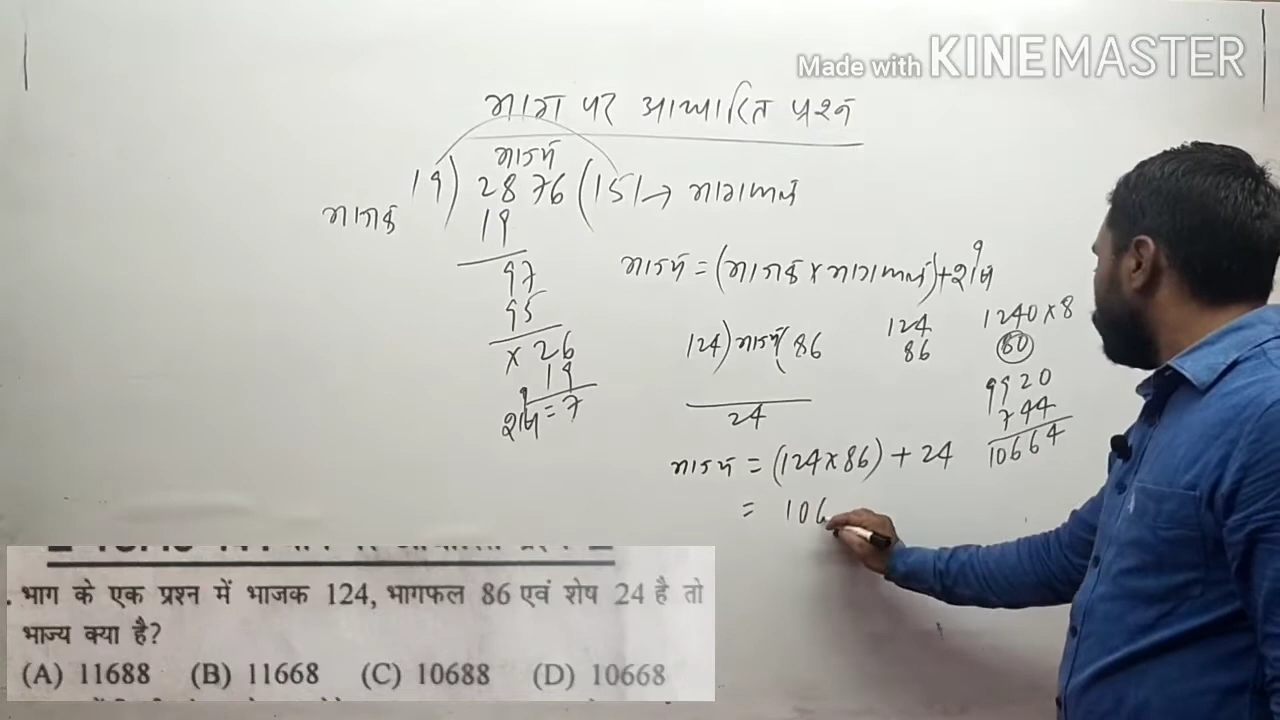 Made with KINEMASTER
भाग पर आधारित प्रश्न
भाज्य
19) 2876 (151 → भागफल
भाजक
19
97
95
× 26
19
शेष = 7
भाज्य = (भाजक × भागफल) + शेष
124) भाज्य ( 86
24
124
86
1240 × 8
80
9920
744
10664
भाज्य = (124 × 86) + 24
= 106
भाग के एक प्रश्न में भाजक 124, भागफल 86 एवं शेष 24 है तो
भाज्य क्या है?
(A) 11688 (B) 11668 (C) 10688 (D) 10668